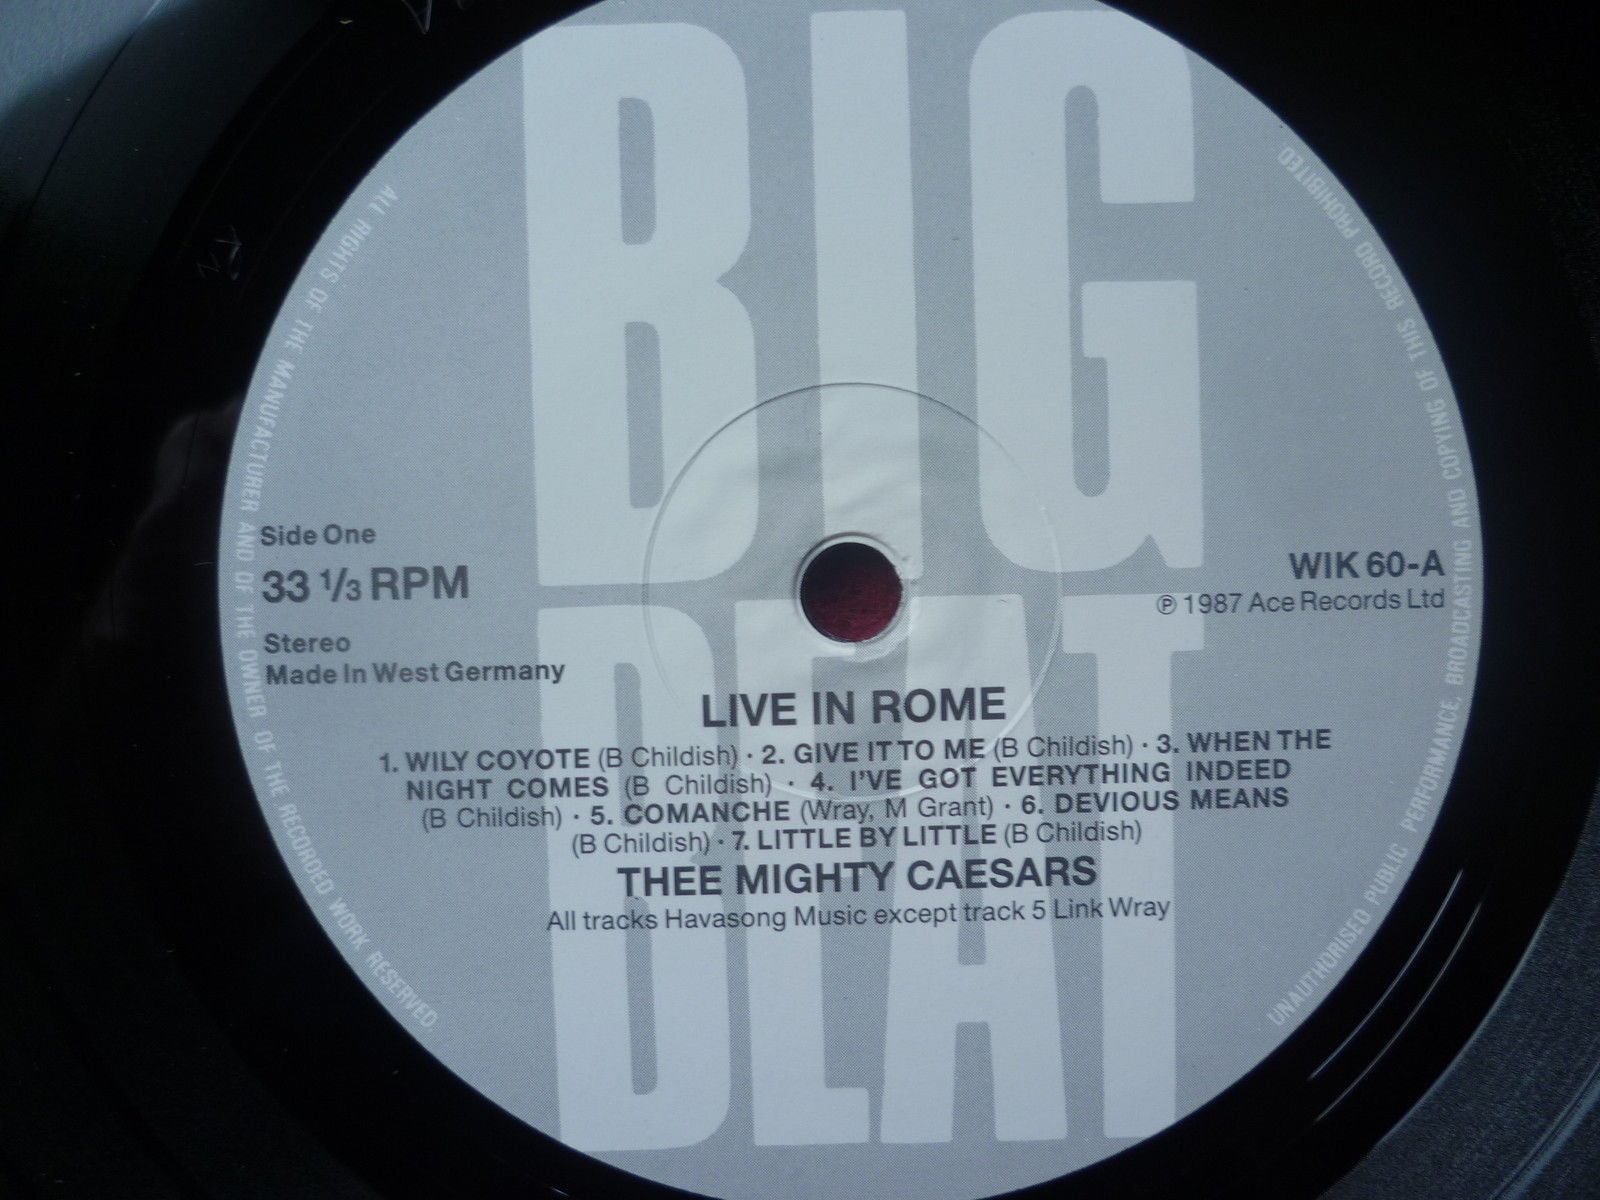 BIG
BEAT
Side One
33 1/3 RPM
Stereo
Made In West Germany
WIK 60-A
℗ 1987 Ace Records Ltd
LIVE IN ROME
1. WILY COYOTE (B Childish) · 2. GIVE IT TO ME (B Childish) · 3. WHEN THE
NIGHT COMES (B Childish) · 4. I'VE GOT EVERYTHING INDEED
(B Childish) · 5. COMANCHE (Wray, M Grant) · 6. DEVIOUS MEANS
(B Childish) · 7. LITTLE BY LITTLE (B Childish)
THEE MIGHTY CAESARS
All tracks Havasong Music except track 5 Link Wray
ALL RIGHTS OF THE MANUFACTURER AND OF THE OWNER OF THE RECORDED WORK RESERVED.
UNAUTHORISED PUBLIC PERFORMANCE, BROADCASTING AND COPYING OF THIS RECORD PROHIBITED.